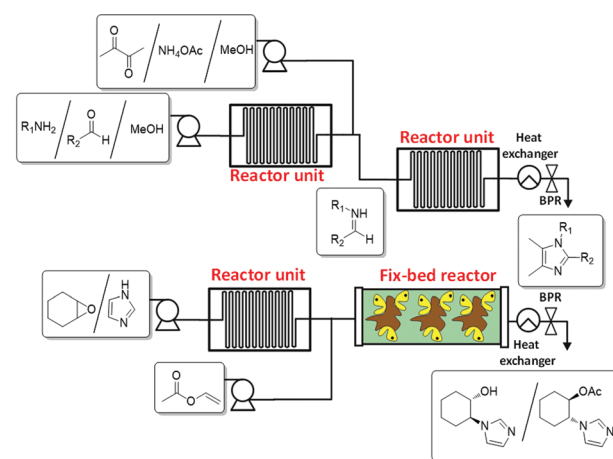 O
O
NH4OAc
MeOH
R1NH2
O
R2
H
MeOH
Reactor unit
Reactor unit
Heat
exchanger
BPR
R1
NH
R2
H
R1
N
N
R2
H
N
O
N
Reactor unit
Fix-bed reactor
BPR
Heat
exchanger
O
O
OH
N
N
OAc
N
N